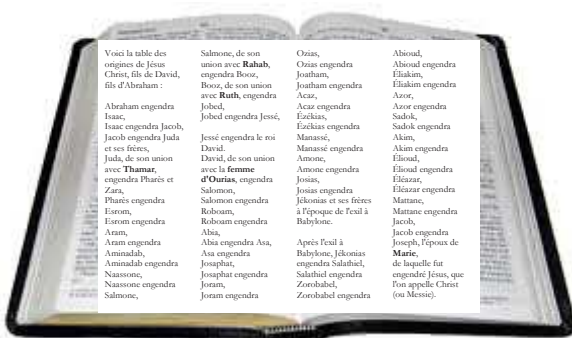 Voici la table des
origines de Jésus
Christ, fils de David,
fils d'Abraham :
Abraham engendra
Isaac,
Isaac engendra Jacob,
Jacob engendra Juda
et ses frères,
Juda, de son union
avec Thamar,
engendra Pharès et
Zara,
Pharès engendra
Esrom,
Esrom engendra
Aram,
Aram engendra
Aminadab,
Aminadab engendra
Naassone,
Naassone engendra
Salmone,
Salmone, de son
union avec Rahab,
engendra Booz,
Booz, de son union
avec Ruth, engendra
Jobed,
Jobed engendra Jessé,
Jessé engendra le roi
David.
David, de son union
avec la femme
d'Ourias, engendra
Salomon,
Salomon engendra
Roboam,
Roboam engendra
Abia,
Abia engendra Asa,
Asa engendra
Josaphat,
Josaphat engendra
Joram,
Joram engendra
Ozias,
Ozias engendra
Joatham,
Joatham engendra
Acaz,
Acaz engendra
Ézékias,
Ézékias engendra
Manassé,
Manassé engendra
Amone,
Amone engendra
Josias,
Josias engendra
Jékonias et ses frères
à l'époque de l'exil à
Babylone.
Après l'exil à
Babylone, Jékonias
engendra Salathiel,
Salathiel engendra
Zorobabel,
Zorobabel engendra
Abioud,
Abioud engendra
Éliakim,
Éliakim engendra
Azor,
Azor engendra
Sadok,
Sadok engendra
Akim,
Akim engendra
Élioud,
Élioud engendra
Éléazar,
Éléazar engendra
Mattane,
Mattane engendra
Jacob,
Jacob engendra
Joseph, l'époux de
Marie,
de laquelle fut
engendré Jésus, que
l'on appelle Christ
(ou Messie).